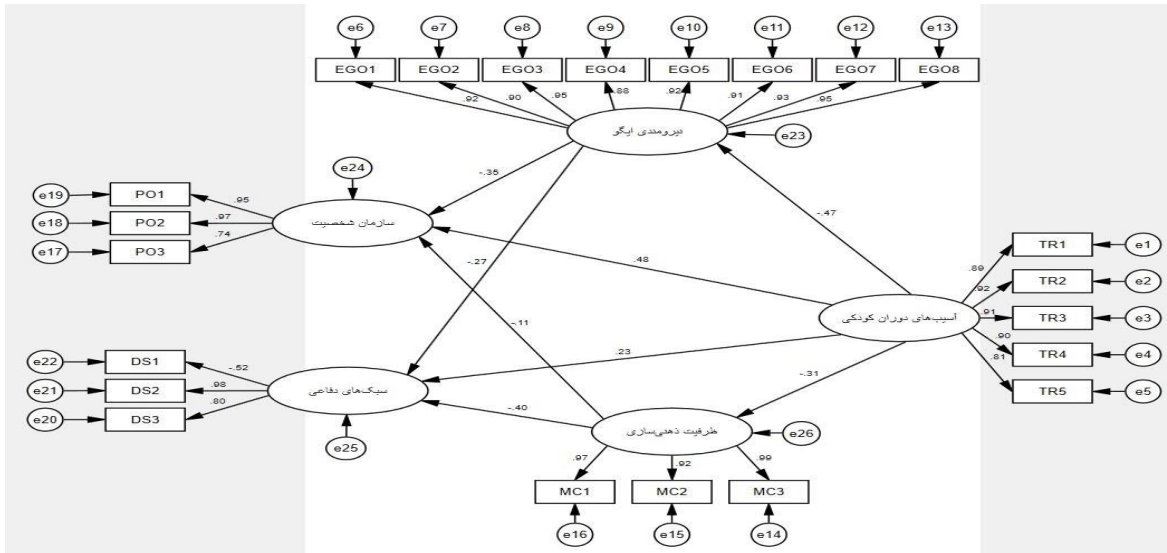 e6 e7 e8 e9 e10 e11 e12 e13
EGO1 EGO2 EGO3 EGO4 EGO5 EGO6 EGO7 EGO8
.92 .90 .95 .88 .92 .91 .93 .95
نیرومندی ایگو
e23
e24
-.35
-.47
e19 PO1 .95
e18 PO2 .97
e17 PO3 .74
سازمان شخصیت
.48
-.27
-.11
TR1 e1 .89
TR2 e2 .92
TR3 e3 .91
TR4 e4 .90
TR5 e5 .81
آسیب‌های دوران کودکی
.23
-.31
e22 DS1 -.52
e21 DS2 .98
e20 DS3 .80
سبک‌های دفاعی
-.40
e25
ظرفیت ذهنی‌سازی
e26
.97 .92 .99
MC1 MC2 MC3
e16 e15 e14